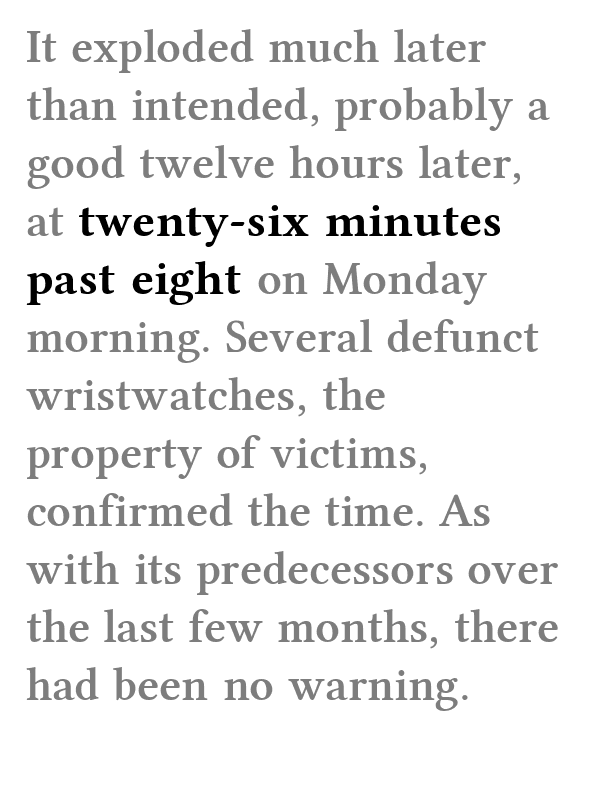 It exploded much later
than intended, probably a
good twelve hours later,
at twenty-six minutes
past eight on Monday
morning. Several defunct
wristwatches, the
property of victims,
confirmed the time. As
with its predecessors over
the last few months, there
had been no warning.